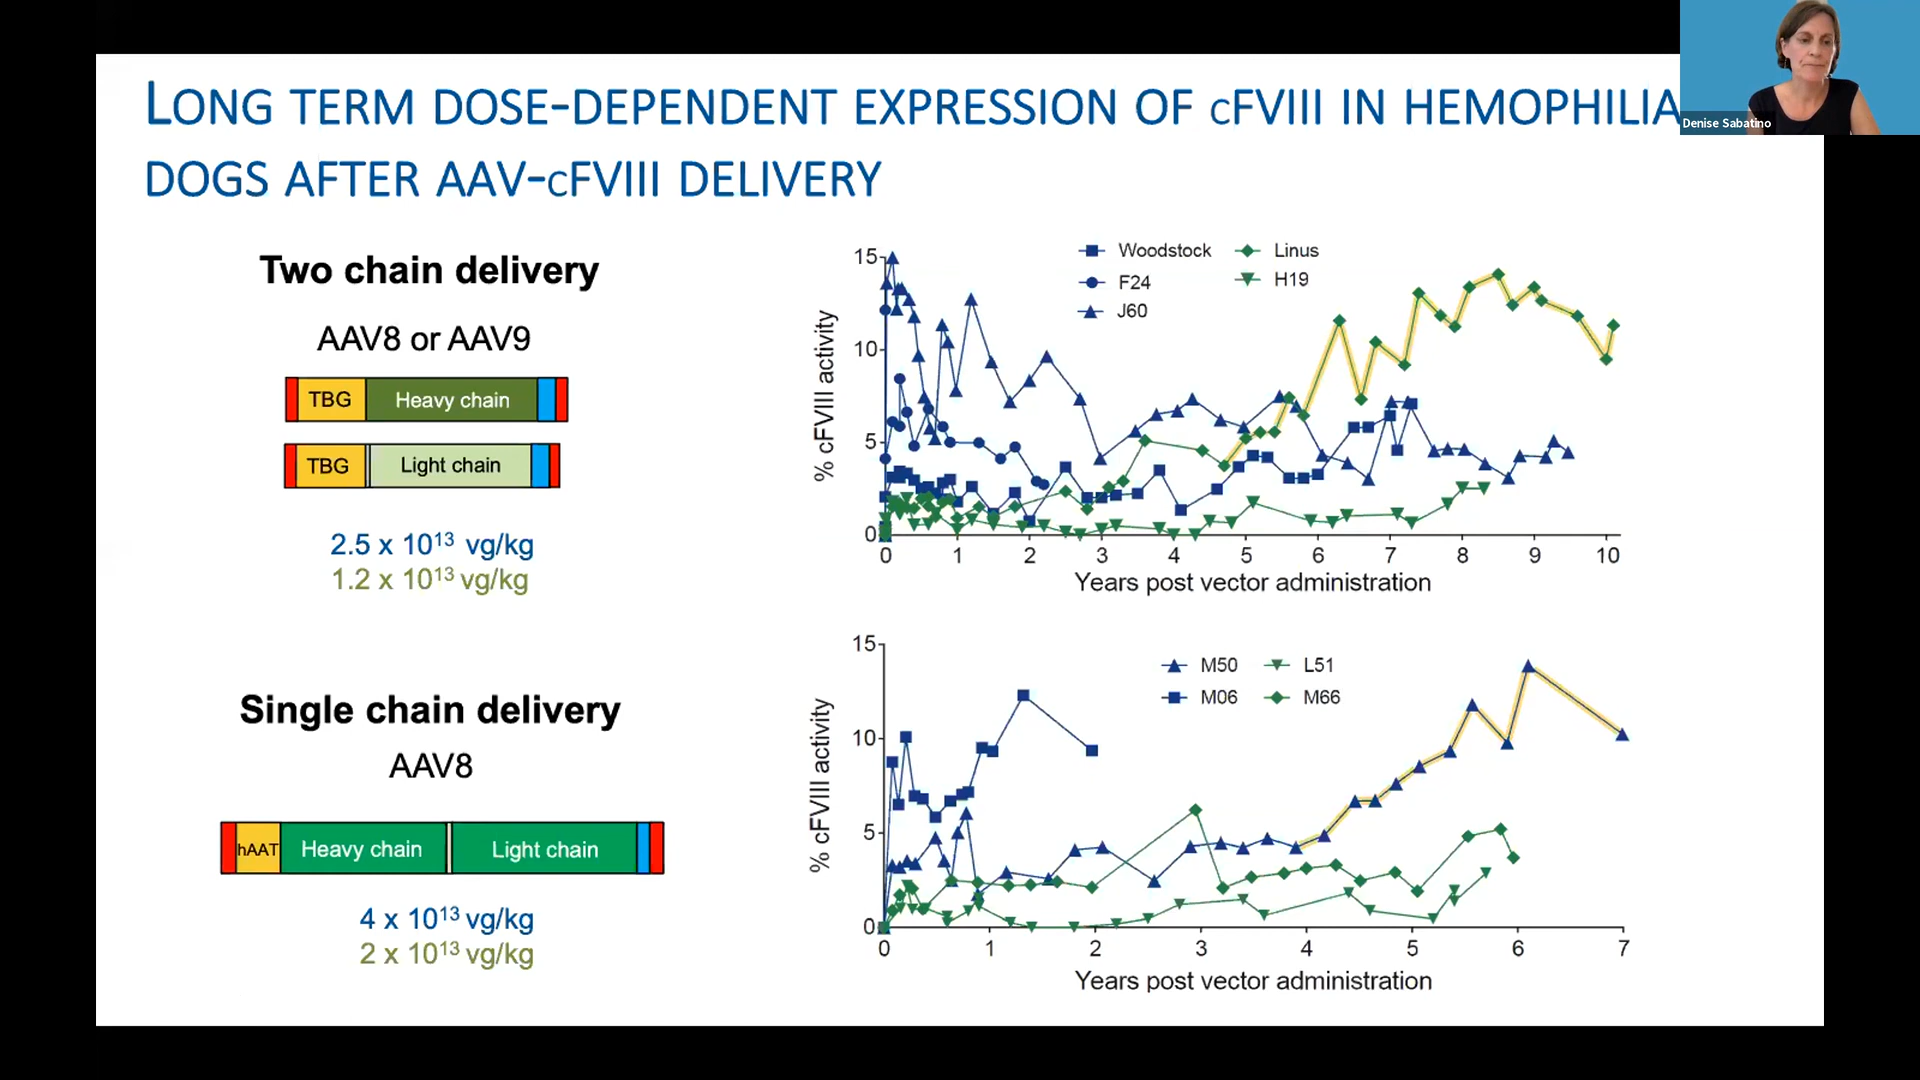 LONG TERM DOSE-DEPENDENT EXPRESSION OF cFVIII IN HEMOPHILIA
DOGS AFTER AAV-cFVIII DELIVERY
Denise Sabatino
Two chain delivery
AAV8 or AAV9
TBG Heavy chain
TBG Light chain
2.5 x 10¹³ vg/kg
1.2 x 10¹³ vg/kg
Woodstock Linus
F24 H19
J60
% cFVIII activity
15
10
5
0
0 1 2 3 4 5 6 7 8 9 10
Years post vector administration
Single chain delivery
AAV8
hAAT Heavy chain Light chain
4 x 10¹³ vg/kg
2 x 10¹³ vg/kg
M50 L51
M06 M66
% cFVIII activity
15
10
5
0
0 1 2 3 4 5 6 7
Years post vector administration